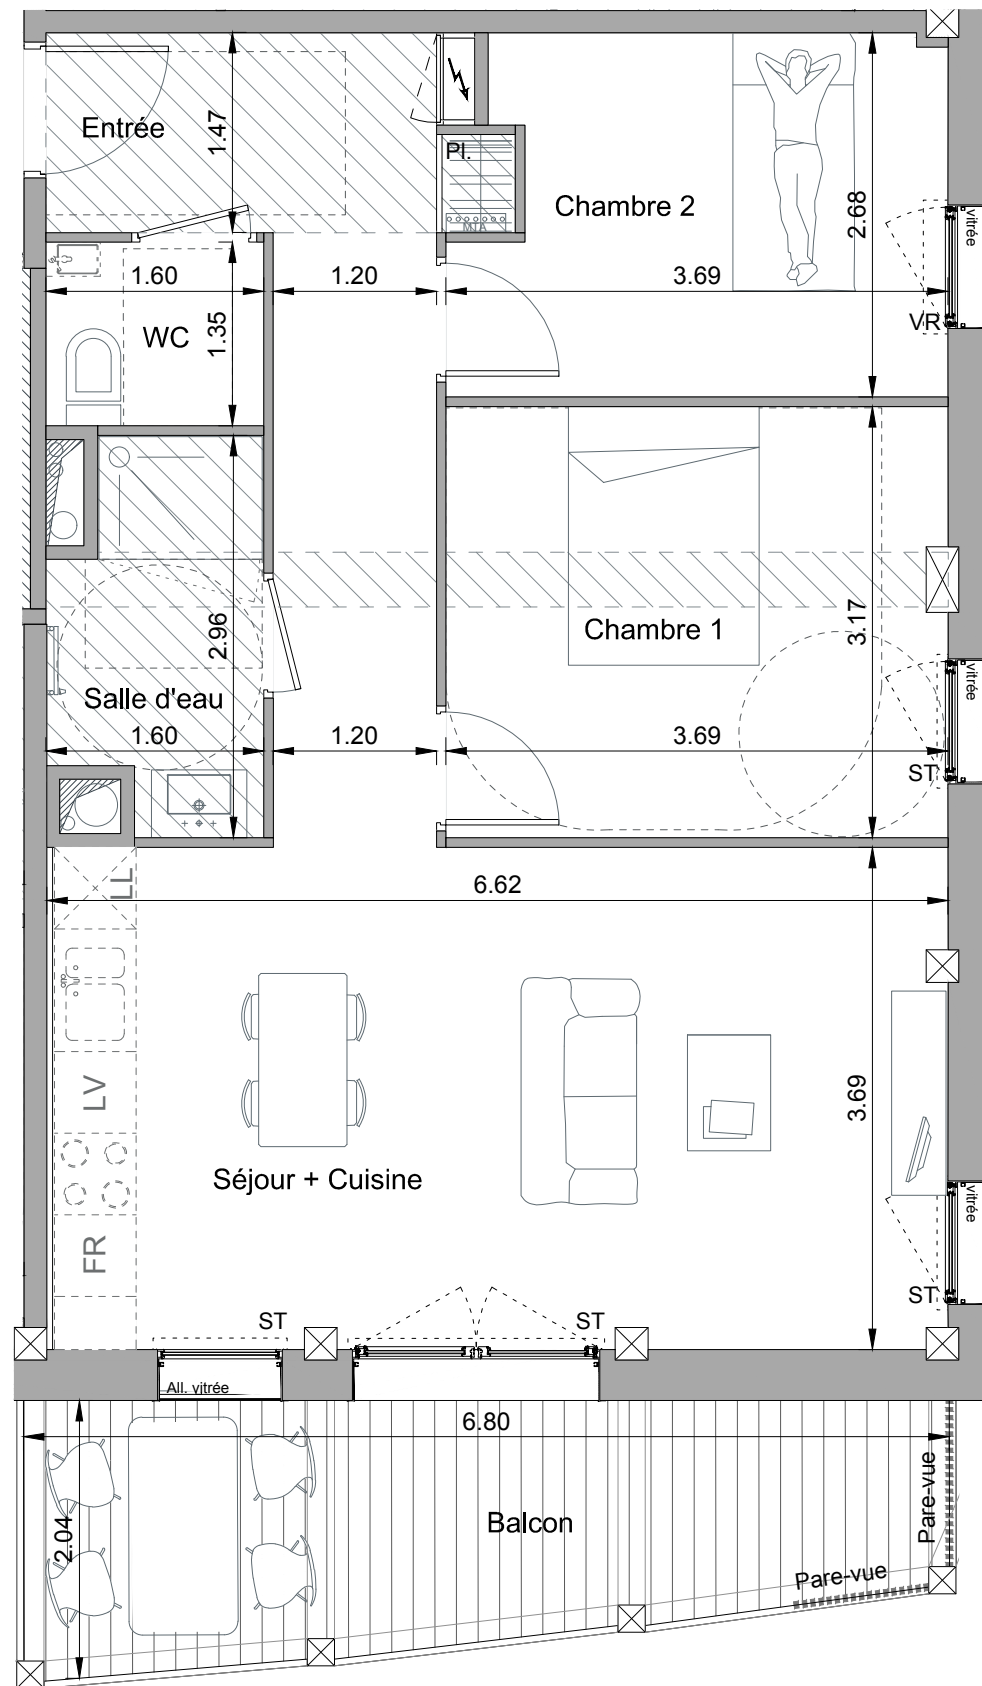 Entrée
1.47
Pl.
MTA
Chambre 2
2.68
vitrée
1.60
1.20
3.69
VR
WC
1.35
Chambre 1
3.17
2.96
vitrée
Salle d'eau
1.60
1.20
3.69
ST
LL
6.62
LV
3.69
Séjour + Cuisine
vitrée
FR
ST
ST
ST
All. vitrée
6.80
Pare-vue
Balcon
2.04
Pare-vue